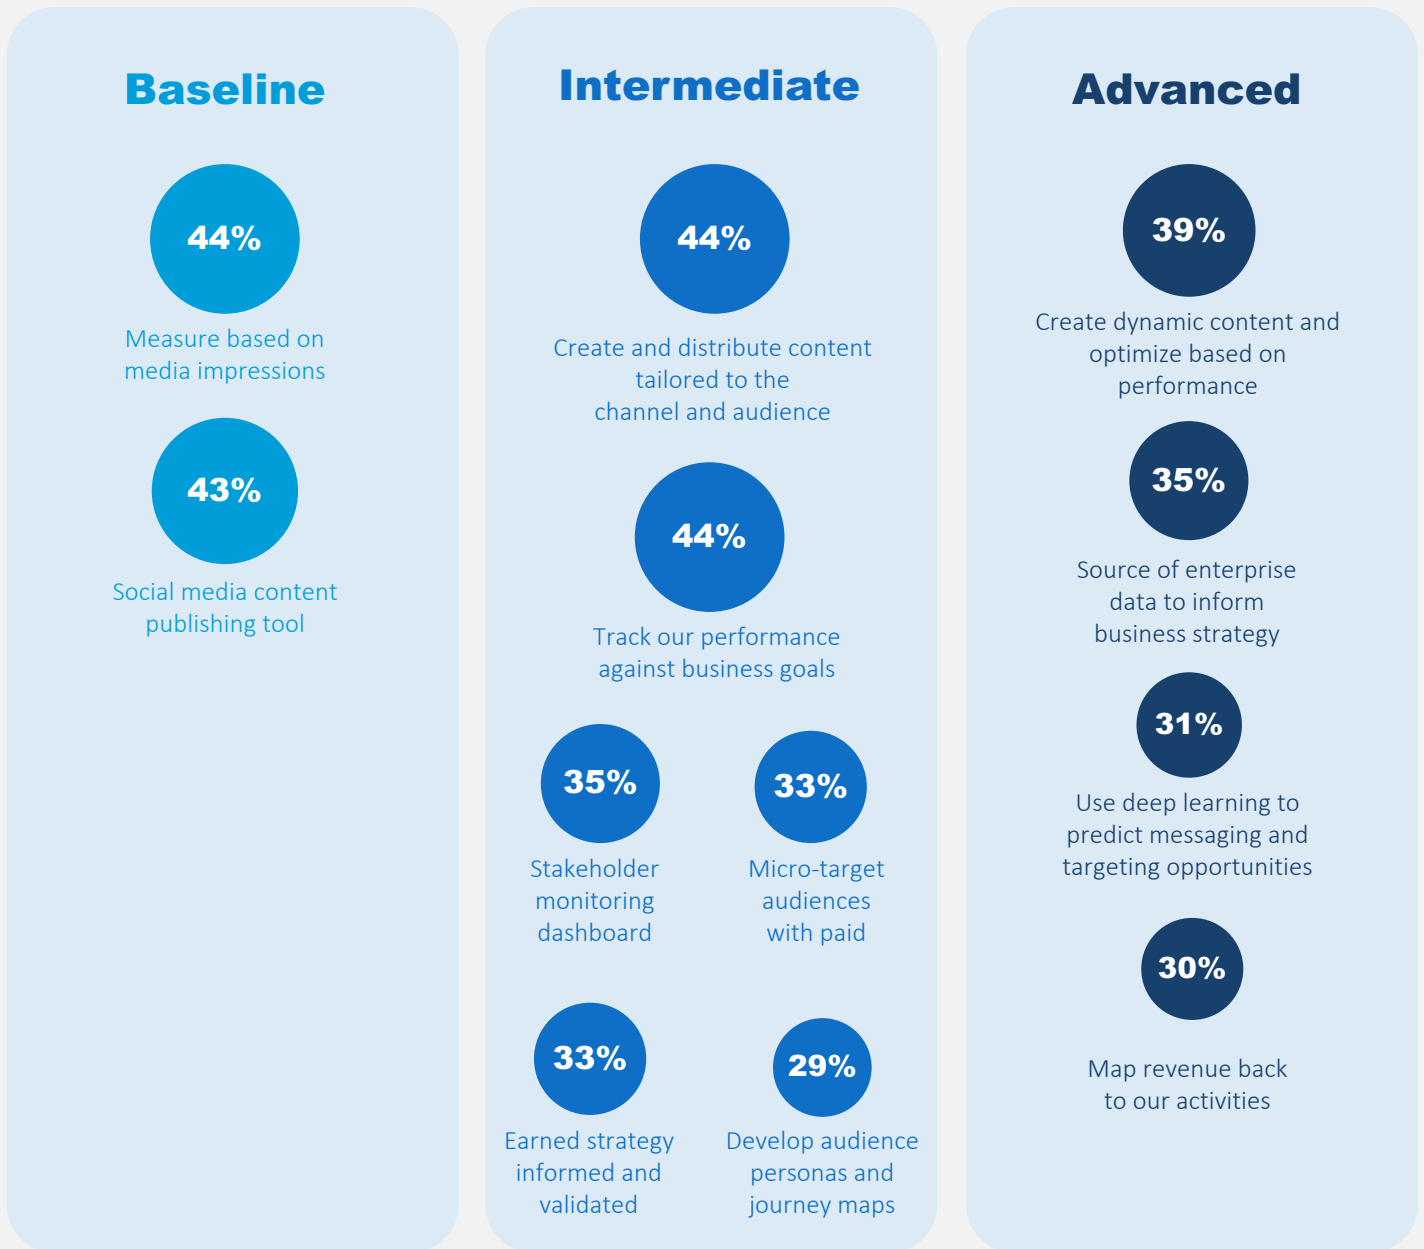 Baseline
44%
Measure based on
media impressions
43%
Social media content
publishing tool
Intermediate
44%
Create and distribute content
tailored to the
channel and audience
44%
Track our performance
against business goals
35%
Stakeholder
monitoring
dashboard
33%
Micro-target
audiences
with paid
33%
Earned strategy
informed and
validated
29%
Develop audience
personas and
journey maps
Advanced
39%
Create dynamic content and
optimize based on
performance
35%
Source of enterprise
data to inform
business strategy
31%
Use deep learning to
predict messaging and
targeting opportunities
30%
Map revenue back
to our activities